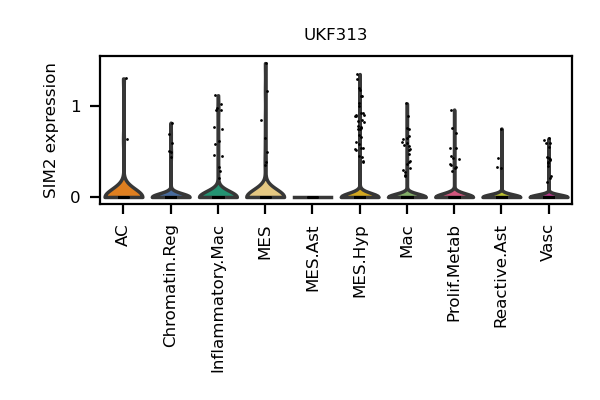 UKF313
SIM2 expression
1
0
AC
Chromatin.Reg
Inflammatory.Mac
MES
MES.Ast
MES.Hyp
Mac
Prolif.Metab
Reactive.Ast
Vasc